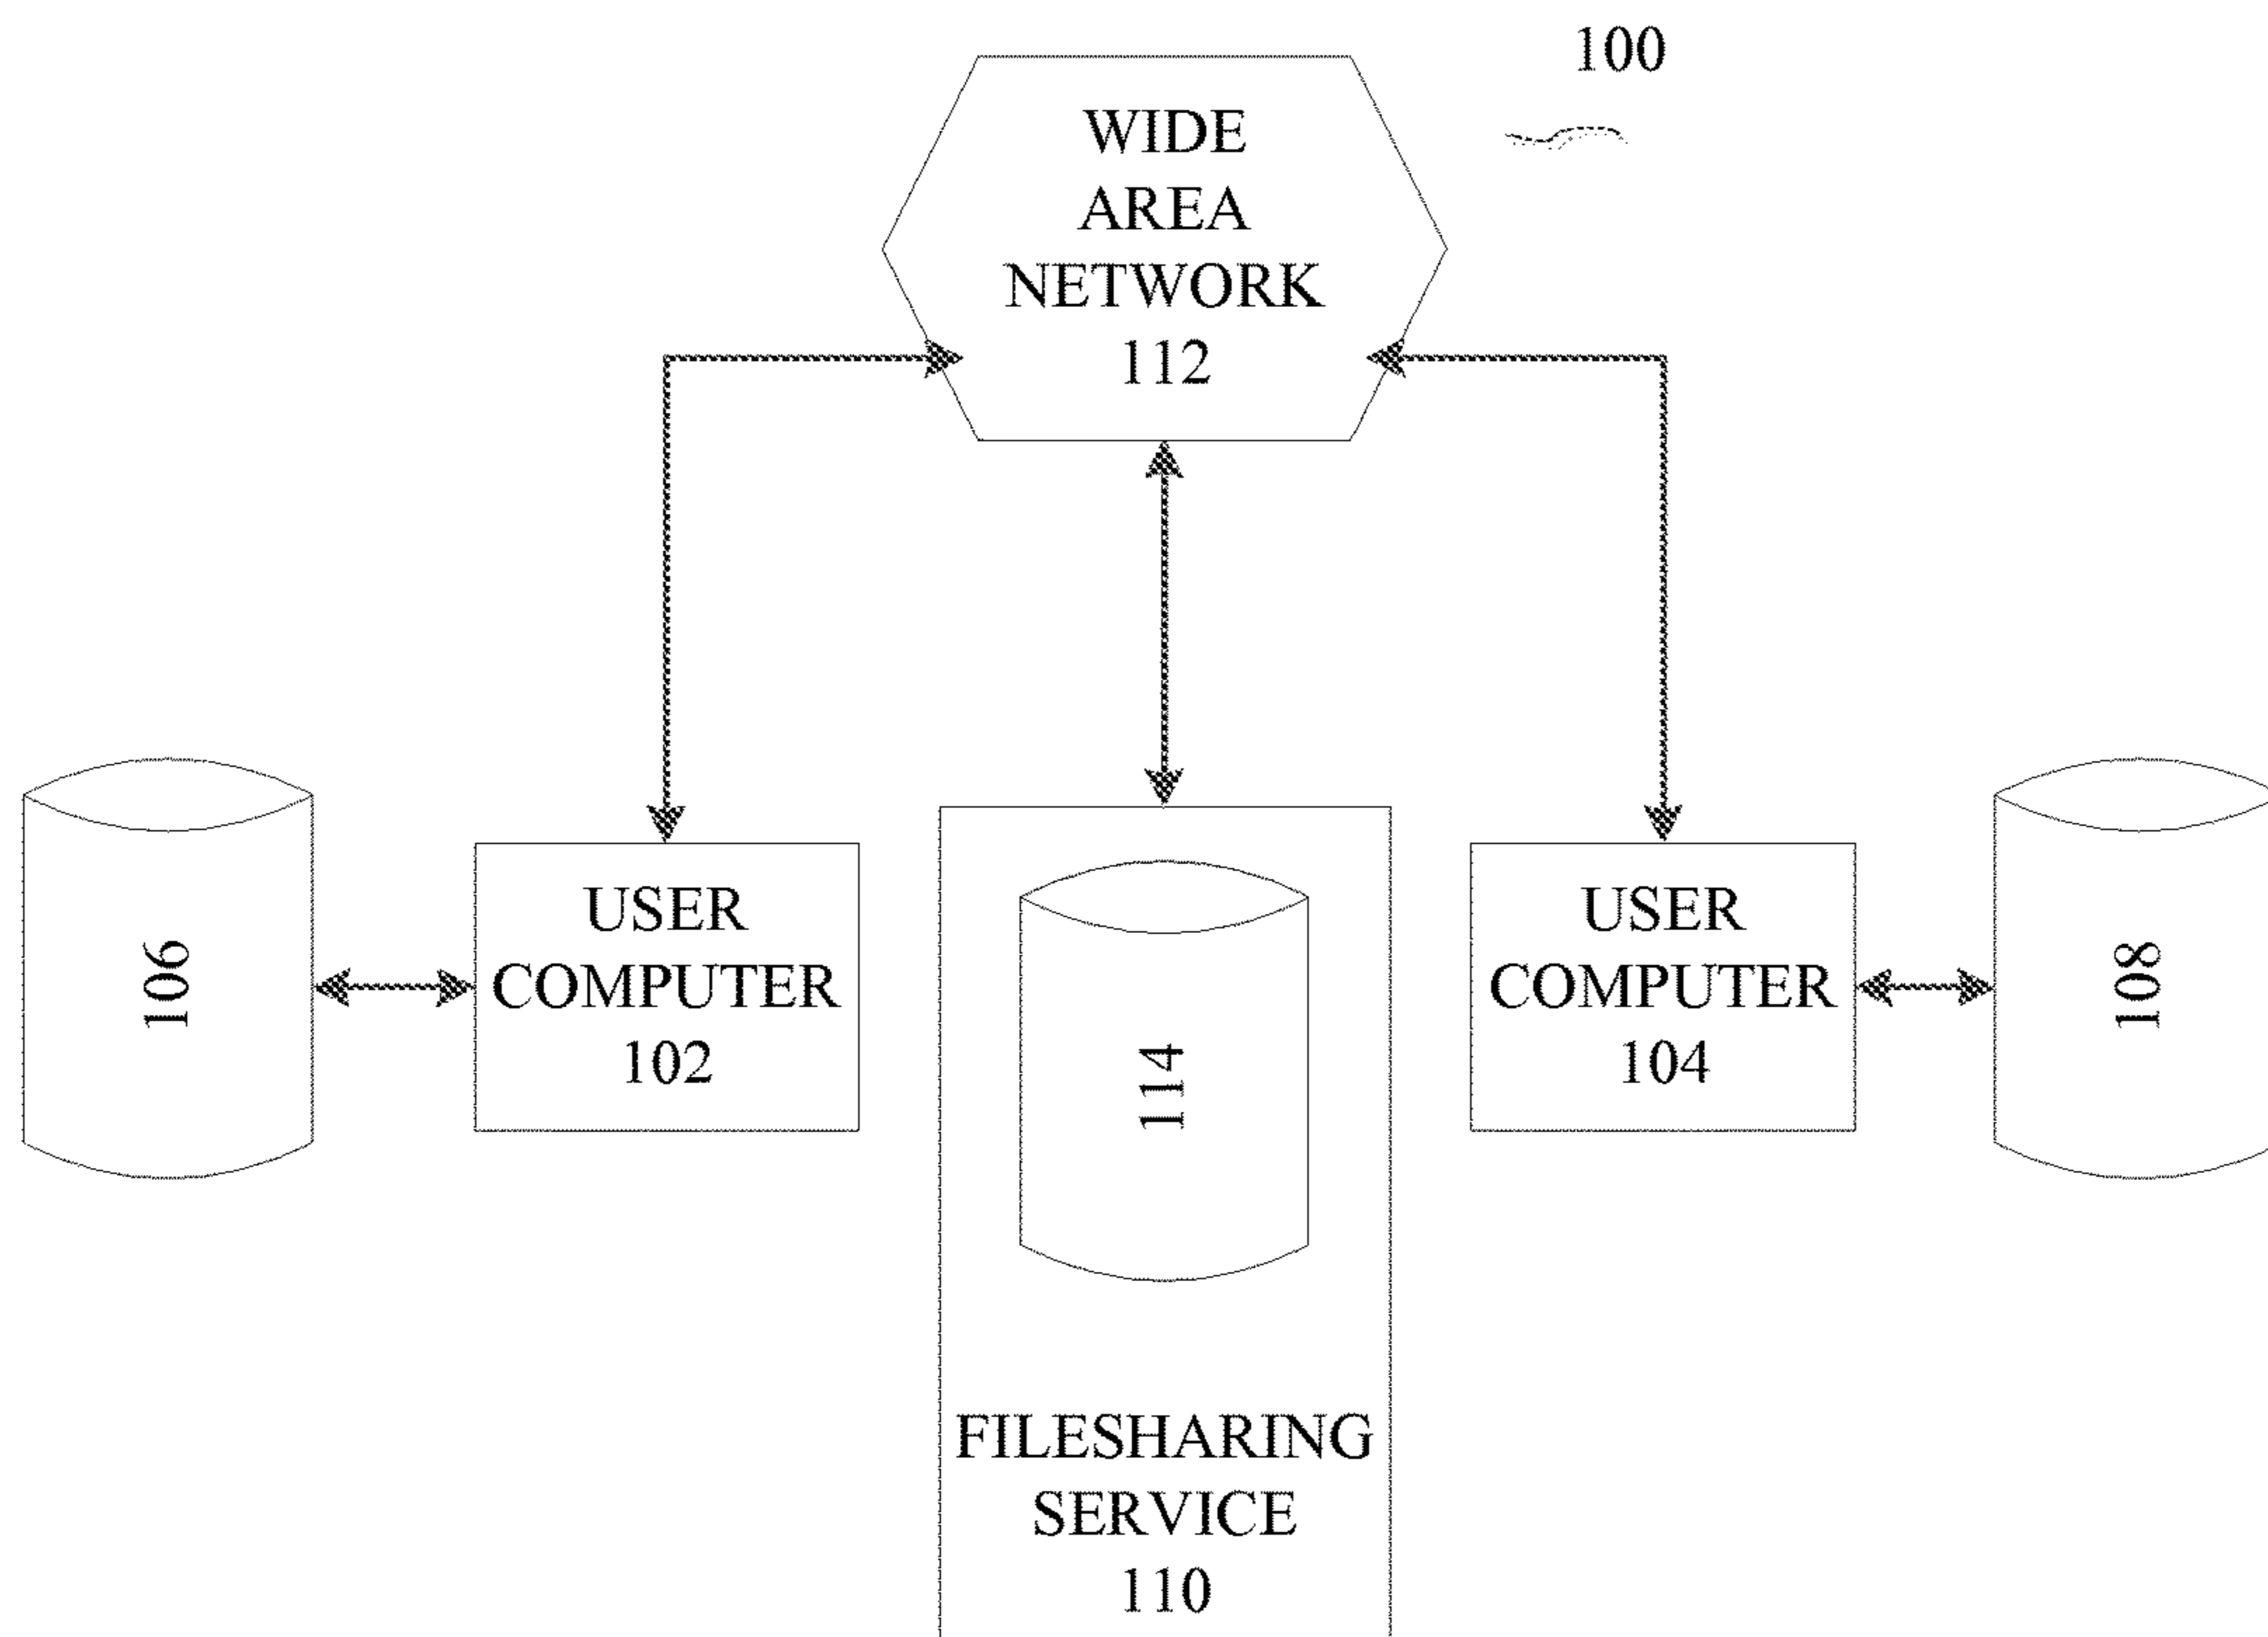 100
WIDE
AREA
NETWORK
112
106
USER
COMPUTER
102
114
USER
COMPUTER
104
108
FILESHARING
SERVICE
110